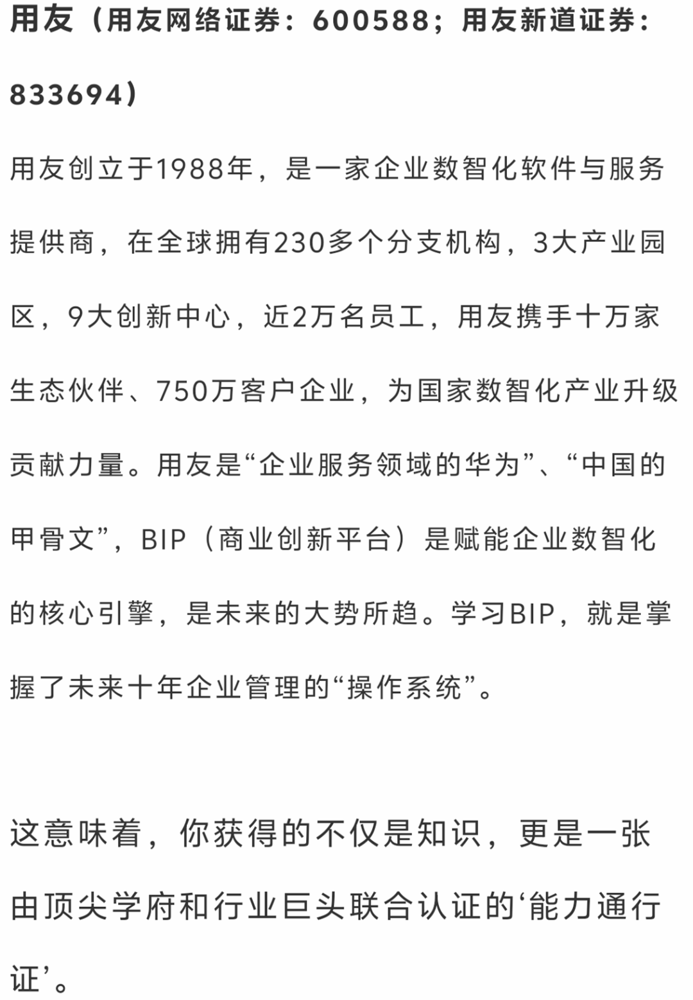 用友（用友网络证券：600588；用友新道证券：
833694）
用友创立于1988年，是一家企业数智化软件与服务
提供商，在全球拥有230多个分支机构，3大产业园
区，9大创新中心，近2万名员工，用友携手十万家
生态伙伴、750万客户企业，为国家数智化产业升级
贡献力量。用友是“企业服务领域的华为”、“中国的
甲骨文”，BIP（商业创新平台）是赋能企业数智化
的核心引擎，是未来的大势所趋。学习BIP，就是掌
握了未来十年企业管理的“操作系统”。
这意味着，你获得的不仅是知识，更是一张
由顶尖学府和行业巨头联合认证的‘能力通行
证’。